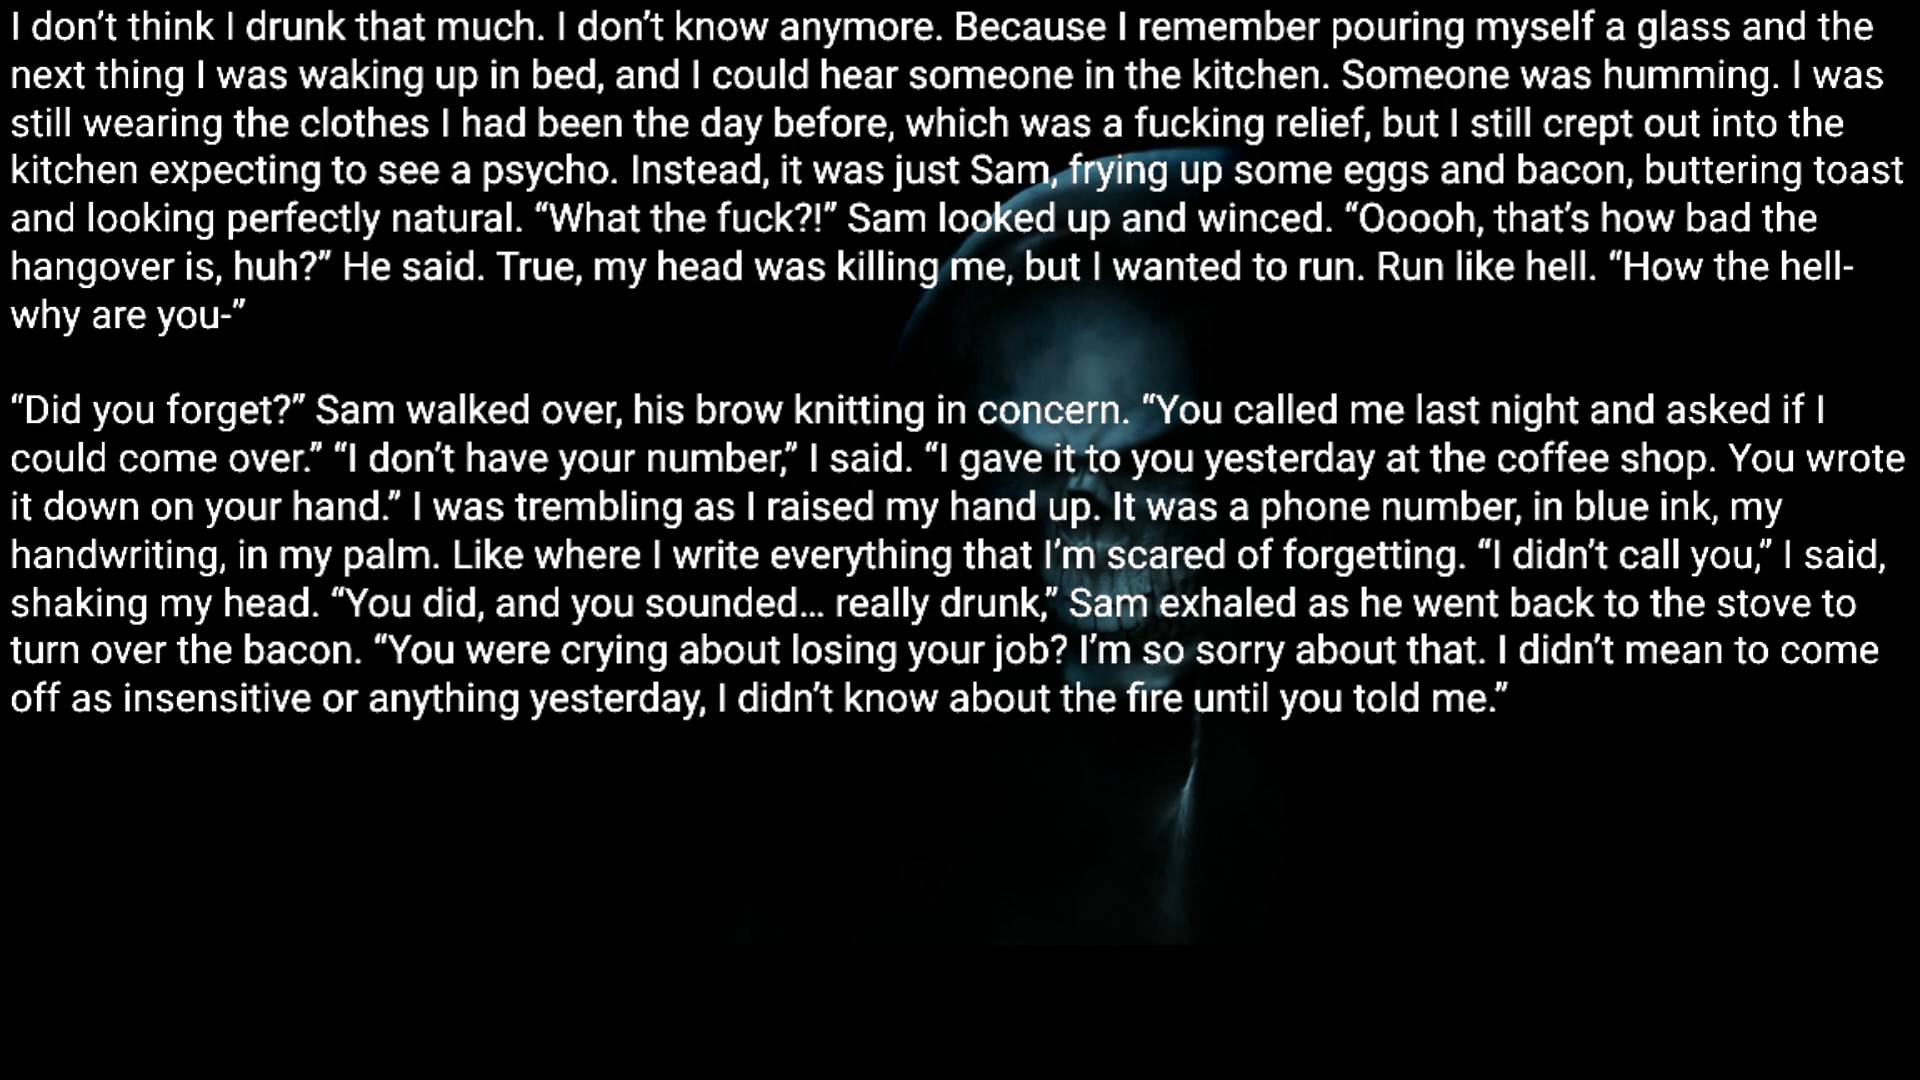 I don’t think I drunk that much. I don’t know anymore. Because I remember pouring myself a glass and the
next thing I was waking up in bed, and I could hear someone in the kitchen. Someone was humming. I was
still wearing the clothes I had been the day before, which was a fucking relief, but I still crept out into the
kitchen expecting to see a psycho. Instead, it was just Sam, frying up some eggs and bacon, buttering toast
and looking perfectly natural. “What the fuck?!” Sam looked up and winced. “Ooooh, that’s how bad the
hangover is, huh?” He said. True, my head was killing me, but I wanted to run. Run like hell. “How the hell-
why are you-”
“Did you forget?” Sam walked over, his brow knitting in concern. “You called me last night and asked if I
could come over.” “I don’t have your number,” I said. “I gave it to you yesterday at the coffee shop. You wrote
it down on your hand.” I was trembling as I raised my hand up. It was a phone number, in blue ink, my
handwriting, in my palm. Like where I write everything that I’m scared of forgetting. “I didn’t call you,” I said,
shaking my head. “You did, and you sounded... really drunk,” Sam exhaled as he went back to the stove to
turn over the bacon. “You were crying about losing your job? I’m so sorry about that. I didn’t mean to come
off as insensitive or anything yesterday, I didn’t know about the fire until you told me.”